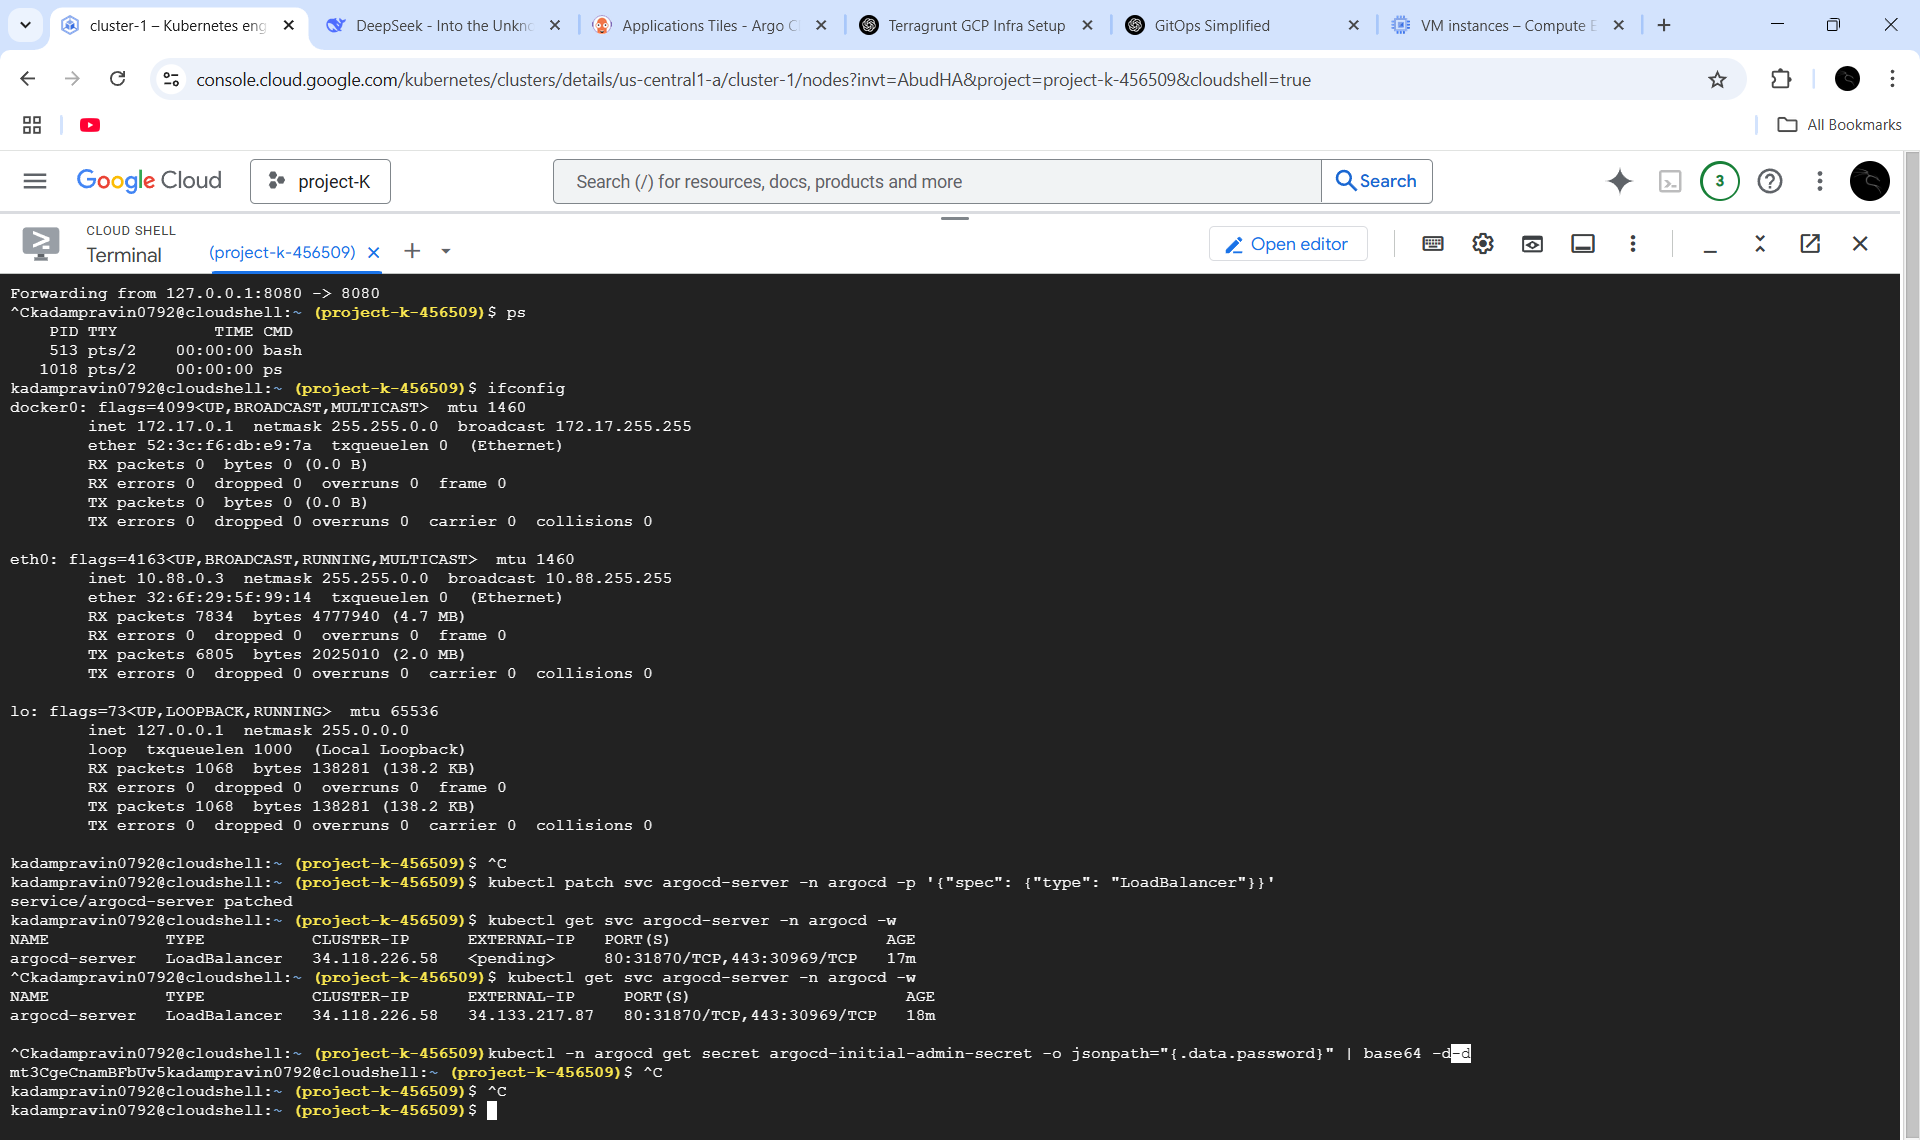 cluster-1 – Kubernetes eng
DeepSeek - Into the Unkno
Applications Tiles - Argo C
Terragrunt GCP Infra Setup
GitOps Simplified
VM instances – Compute E
console.cloud.google.com/kubernetes/clusters/details/us-central1-a/cluster-1/nodes?invt=AbudHA&project=project-k-456509&cloudshell=true
All Bookmarks
Google Cloud
project-K
Search (/) for resources, docs, products and more
Search
3
CLOUD SHELL
Terminal
(project-k-456509)
Open editor
Forwarding from 127.0.0.1:8080 -> 8080
^Ckadampravin0792@cloudshell:~ (project-k-456509)$ ps
    PID TTY          TIME CMD
    513 pts/2    00:00:00 bash
   1018 pts/2    00:00:00 ps
kadampravin0792@cloudshell:~ (project-k-456509)$ ifconfig
docker0: flags=4099<UP,BROADCAST,MULTICAST>  mtu 1460
        inet 172.17.0.1  netmask 255.255.0.0  broadcast 172.17.255.255
        ether 52:3c:f6:db:e9:7a  txqueuelen 0  (Ethernet)
        RX packets 0  bytes 0 (0.0 B)
        RX errors 0  dropped 0  overruns 0  frame 0
        TX packets 0  bytes 0 (0.0 B)
        TX errors 0  dropped 0 overruns 0  carrier 0  collisions 0
eth0: flags=4163<UP,BROADCAST,RUNNING,MULTICAST>  mtu 1460
        inet 10.88.0.3  netmask 255.255.0.0  broadcast 10.88.255.255
        ether 32:6f:29:5f:99:14  txqueuelen 0  (Ethernet)
        RX packets 7834  bytes 4777940 (4.7 MB)
        RX errors 0  dropped 0  overruns 0  frame 0
        TX packets 6805  bytes 2025010 (2.0 MB)
        TX errors 0  dropped 0 overruns 0  carrier 0  collisions 0
lo: flags=73<UP,LOOPBACK,RUNNING>  mtu 65536
        inet 127.0.0.1  netmask 255.0.0.0
        loop  txqueuelen 1000  (Local Loopback)
        RX packets 1068  bytes 138281 (138.2 KB)
        RX errors 0  dropped 0  overruns 0  frame 0
        TX packets 1068  bytes 138281 (138.2 KB)
        TX errors 0  dropped 0 overruns 0  carrier 0  collisions 0
kadampravin0792@cloudshell:~ (project-k-456509)$ ^C
kadampravin0792@cloudshell:~ (project-k-456509)$ kubectl patch svc argocd-server -n argocd -p '{"spec": {"type": "LoadBalancer"}}'
service/argocd-server patched
kadampravin0792@cloudshell:~ (project-k-456509)$ kubectl get svc argocd-server -n argocd -w
NAME            TYPE           CLUSTER-IP      EXTERNAL-IP   PORT(S)                      AGE
argocd-server   LoadBalancer   34.118.226.58   <pending>     80:31870/TCP,443:30969/TCP   17m
^Ckadampravin0792@cloudshell:~ (project-k-456509)$ kubectl get svc argocd-server -n argocd -w
NAME            TYPE           CLUSTER-IP      EXTERNAL-IP     PORT(S)                      AGE
argocd-server   LoadBalancer   34.118.226.58   34.133.217.87   80:31870/TCP,443:30969/TCP   18m
^Ckadampravin0792@cloudshell:~ (project-k-456509)kubectl -n argocd get secret argocd-initial-admin-secret -o jsonpath="{.data.password}" | base64 -d-d
mt3CgeCnamBFbUv5kadampravin0792@cloudshell:~ (project-k-456509)$ ^C
kadampravin0792@cloudshell:~ (project-k-456509)$ ^C
kadampravin0792@cloudshell:~ (project-k-456509)$